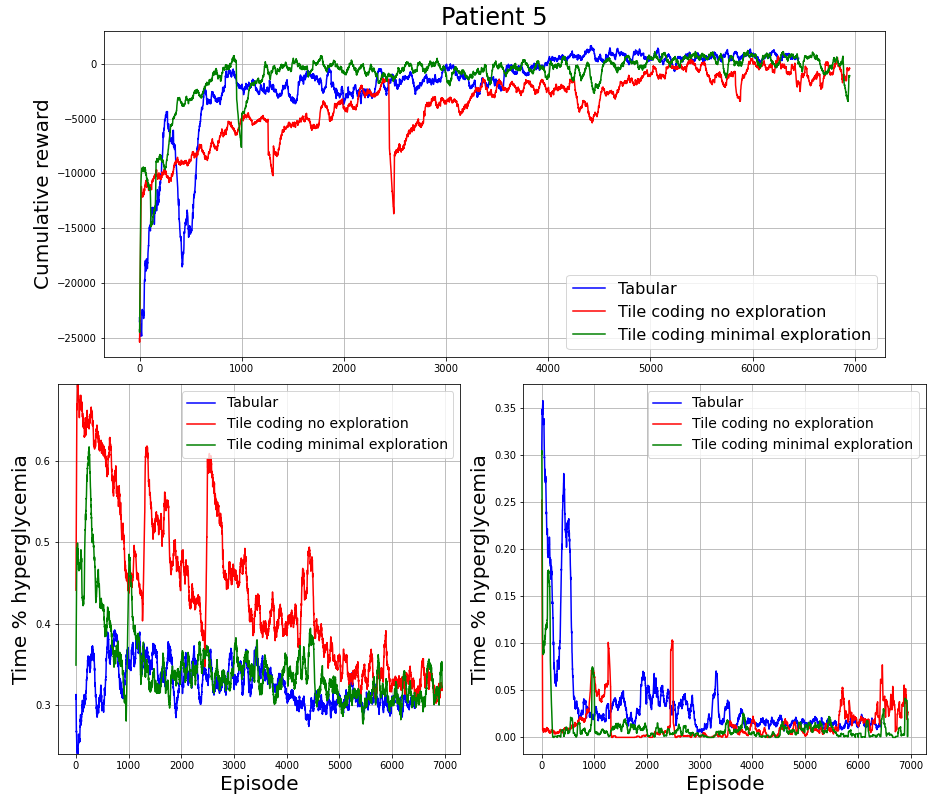 Patient 5
Cumulative reward
0
−5000
−10000
−15000
−20000
−25000
Tabular
Tile coding no exploration
Tile coding minimal exploration
0 1000 2000 3000 4000 5000 6000 7000
Time % hyperglycemia
0.6
0.5
0.4
0.3
Tabular
Tile coding no exploration
Tile coding minimal exploration
0 1000 2000 3000 4000 5000 6000 7000
Episode
Time % hyperglycemia
0.35
0.30
0.25
0.20
0.15
0.10
0.05
0.00
Tabular
Tile coding no exploration
Tile coding minimal exploration
0 1000 2000 3000 4000 5000 6000 7000
Episode